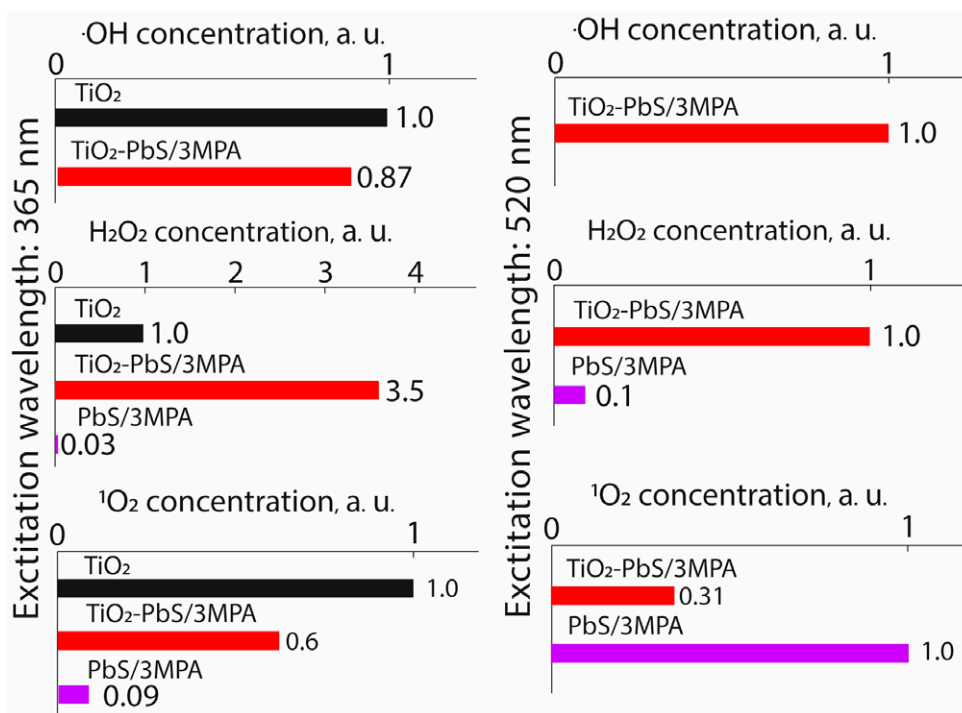 Exctitation wavelength: 365 nm
·OH concentration, a. u.
0 1
TiO₂
1.0
TiO₂-PbS/3MPA
0.87
H₂O₂ concentration, a. u.
0 1 2 3 4
TiO₂
1.0
TiO₂-PbS/3MPA
3.5
PbS/3MPA
0.03
¹O₂ concentration, a. u.
0 1
TiO₂
1.0
TiO₂-PbS/3MPA
0.6
PbS/3MPA
0.09
Exctitation wavelength: 520 nm
·OH concentration, a. u.
0 1
TiO₂-PbS/3MPA
1.0
H₂O₂ concentration, a. u.
0 1
TiO₂-PbS/3MPA
1.0
PbS/3MPA
0.1
¹O₂ concentration, a. u.
0 1
TiO₂-PbS/3MPA
0.31
PbS/3MPA
1.0